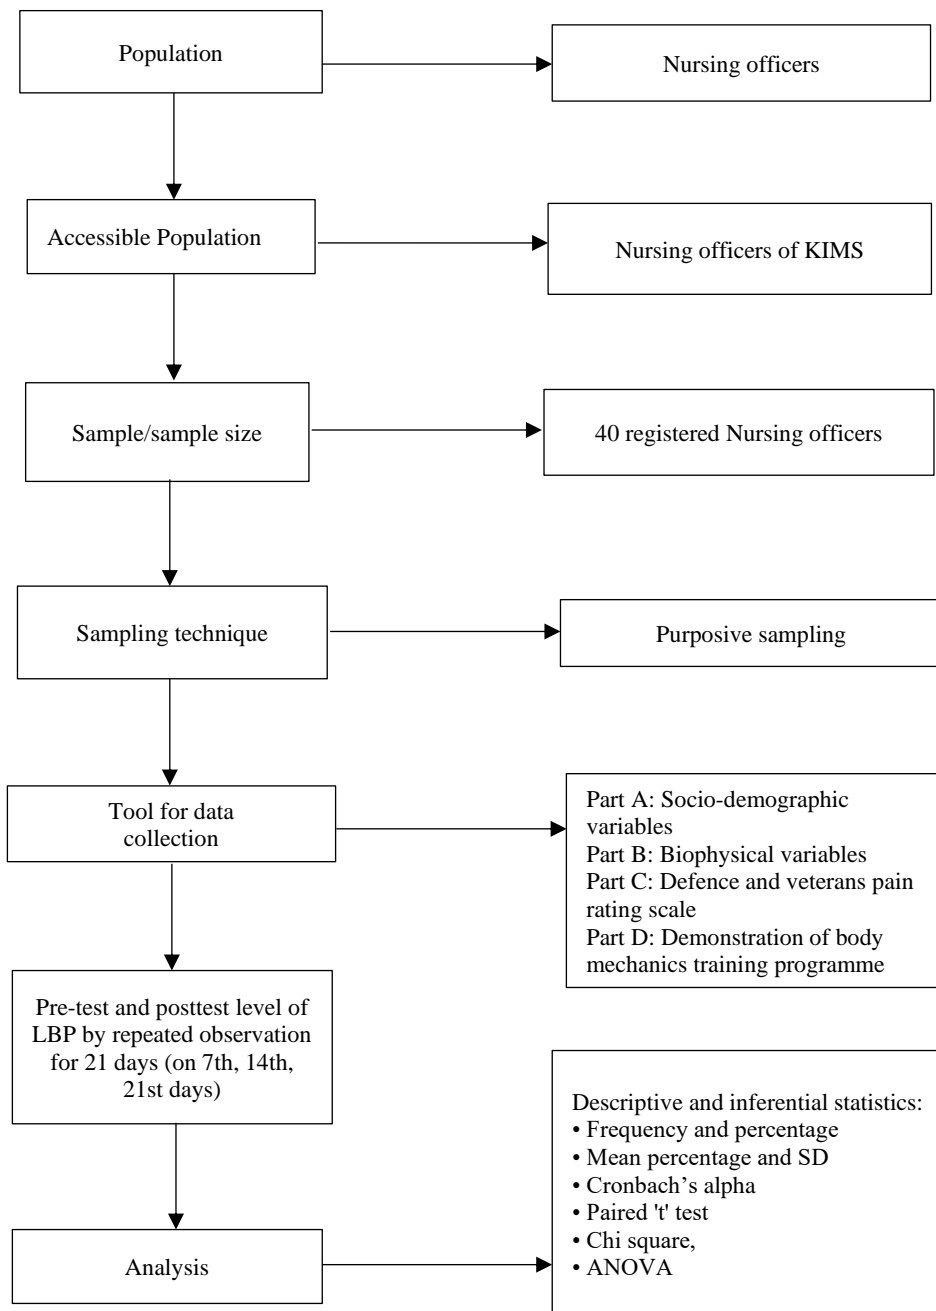 Population
Nursing officers
Accessible Population
Nursing officers of KIMS
Sample/sample size
40 registered Nursing officers
Sampling technique
Purposive sampling
Tool for data
collection
Part A: Socio-demographic
variables
Part B: Biophysical variables
Part C: Defence and veterans pain
rating scale
Part D: Demonstration of body
mechanics training programme
Pre-test and posttest level of
LBP by repeated observation
for 21 days (on 7th, 14th,
21st days)
Analysis
Descriptive and inferential statistics:
• Frequency and percentage
• Mean percentage and SD
• Cronbach’s alpha
• Paired 't' test
• Chi square,
• ANOVA